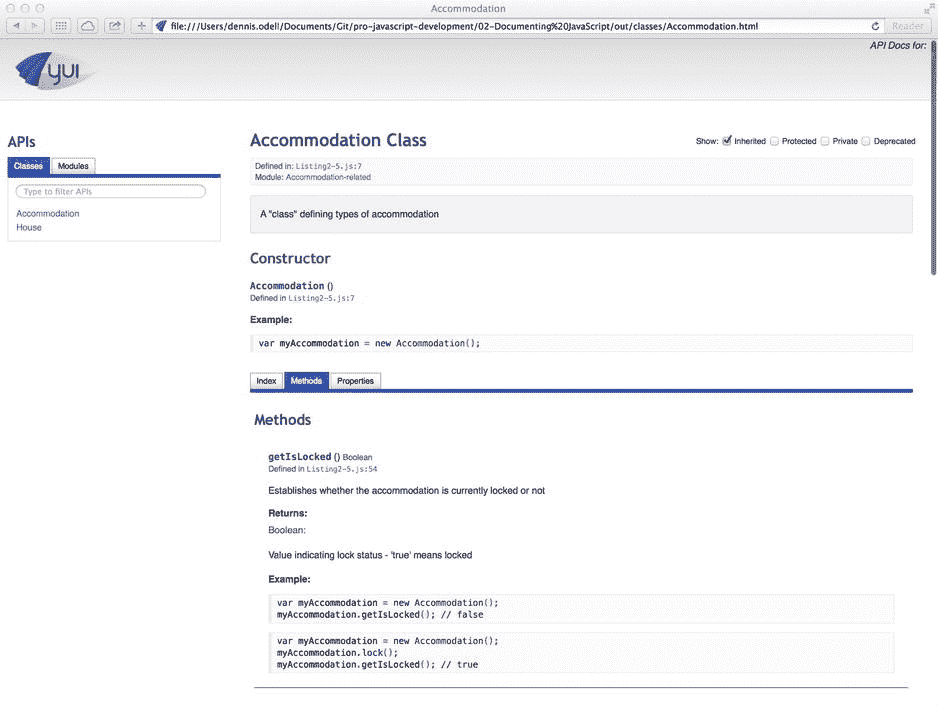 Accommodation
file:///Users/dennis.odell/Documents/Git/pro-javascript-development/02-Documenting%20JavaScript/out/classes/Accommodation.html
Reader
API Docs for:
YUI
APIs
Classes
Modules
Type to filter APIs
Accommodation
House
Accommodation Class
Show: Inherited Protected Private Deprecated
Defined in: Listing2-5.js:7
Module: Accommodation-related
A "class" defining types of accommodation
Constructor
Accommodation ()
Defined in Listing2-5.js:7
Example:
var myAccommodation = new Accommodation();
Index
Methods
Properties
Methods
getIsLocked () Boolean
Defined in Listing2-5.js:54
Establishes whether the accommodation is currently locked or not
Returns:
Boolean:
Value indicating lock status - 'true' means locked
Example:
var myAccommodation = new Accommodation();
myAccommodation.getIsLocked(); // false
var myAccommodation = new Accommodation();
myAccommodation.lock();
myAccommodation.getIsLocked(); // true